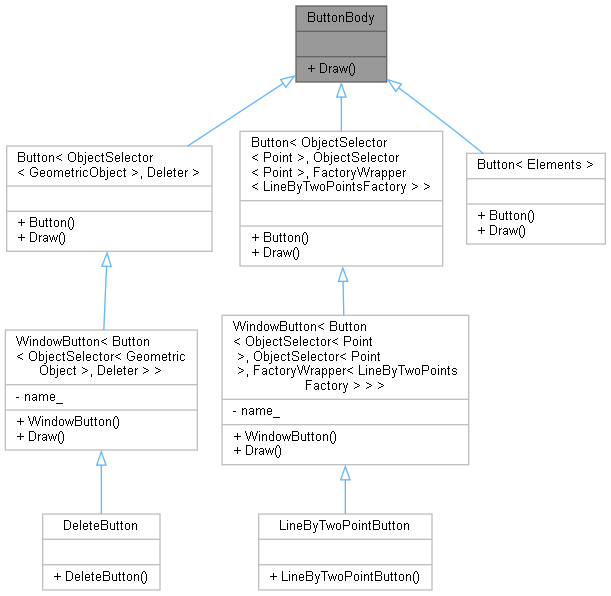 ButtonBody
+ Draw()
Button< ObjectSelector
< GeometricObject >, Deleter >
+ Button()
+ Draw()
Button< ObjectSelector
< Point >, ObjectSelector
< Point >, FactoryWrapper
< LineByTwoPointsFactory > >
+ Button()
+ Draw()
Button< Elements >
+ Button()
+ Draw()
WindowButton< Button
< ObjectSelector< Geometric
Object >, Deleter > >
- name_
+ WindowButton()
+ Draw()
WindowButton< Button
< ObjectSelector< Point
>, ObjectSelector< Point
>, FactoryWrapper< LineByTwoPoints
Factory > > >
- name_
+ WindowButton()
+ Draw()
DeleteButton
+ DeleteButton()
LineByTwoPointButton
+ LineByTwoPointButton()